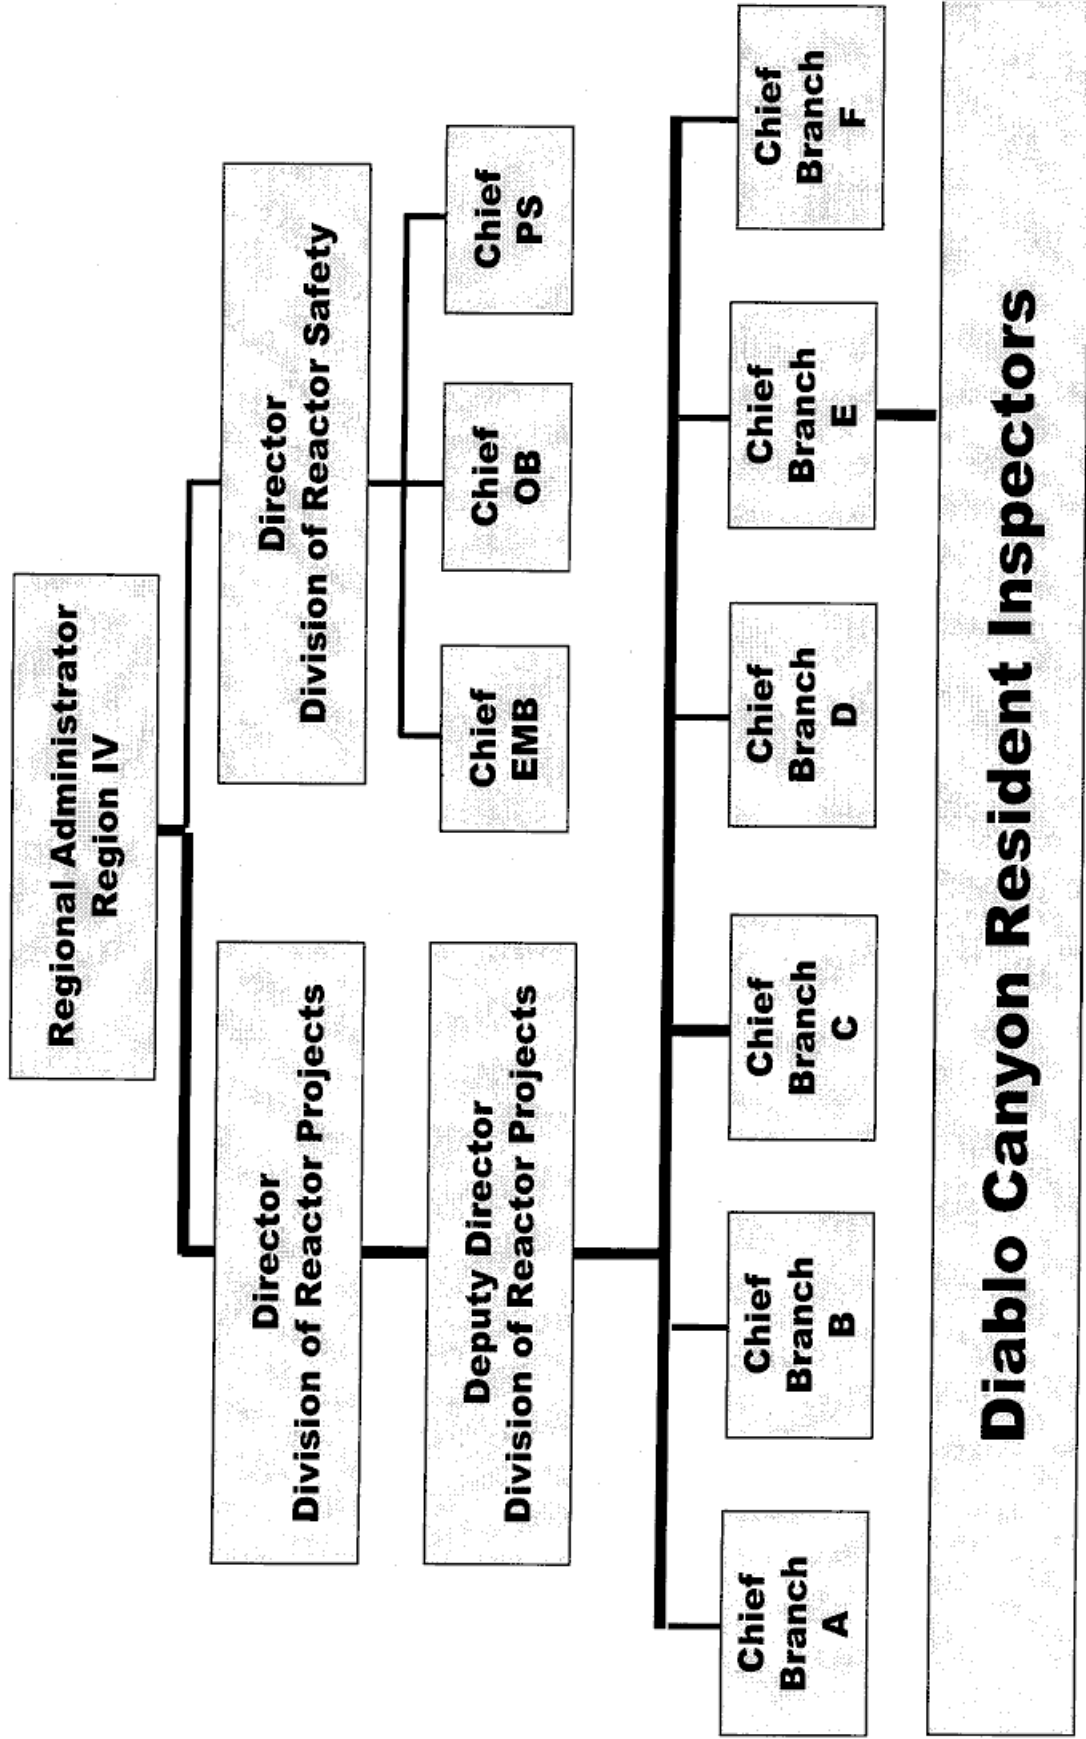 Regional Administrator
Region IV
Director
Division of Reactor Projects
Director
Division of Reactor Safety
Deputy Director
Division of Reactor Projects
Chief
EMB
Chief
OB
Chief
PS
Chief
Branch
A
Chief
Branch
B
Chief
Branch
C
Chief
Branch
D
Chief
Branch
E
Chief
Branch
F
Diablo Canyon Resident Inspectors